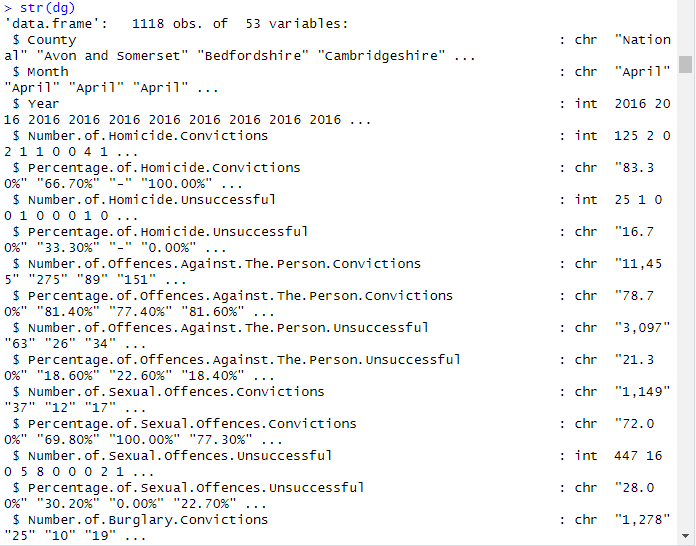 > str(dg)
'data.frame':   1118 obs. of  53 variables:
 $ County                                                             : chr  "Nation
al" "Avon and Somerset" "Bedfordshire" "Cambridgeshire" ...
 $ Month                                                              : chr  "April"
"April" "April" "April" ...
 $ Year                                                               : int  2016 20
16 2016 2016 2016 2016 2016 2016 2016 2016 ...
 $ Number.of.Homicide.Convictions                                     : int  125 2 0
2 1 1 0 0 4 1 ...
 $ Percentage.of.Homicide.Convictions                                 : chr  "83.3
0%" "66.70%" "-" "100.00%" ...
 $ Number.of.Homicide.Unsuccessful                                    : int  25 1 0
0 1 0 0 0 1 0 ...
 $ Percentage.of.Homicide.Unsuccessful                                : chr  "16.7
0%" "33.30%" "-" "0.00%" ...
 $ Number.of.Offences.Against.The.Person.Convictions                  : chr  "11,45
5" "275" "89" "151" ...
 $ Percentage.of.Offences.Against.The.Person.Convictions              : chr  "78.7
0%" "81.40%" "77.40%" "81.60%" ...
 $ Number.of.Offences.Against.The.Person.Unsuccessful                 : chr  "3,097"
"63" "26" "34" ...
 $ Percentage.of.Offences.Against.The.Person.Unsuccessful             : chr  "21.3
0%" "18.60%" "22.60%" "18.40%" ...
 $ Number.of.Sexual.Offences.Convictions                              : chr  "1,149"
"37" "12" "17" ...
 $ Percentage.of.Sexual.Offences.Convictions                          : chr  "72.0
0%" "69.80%" "100.00%" "77.30%" ...
 $ Number.of.Sexual.Offences.Unsuccessful                             : int  447 16
0 5 8 0 0 0 2 1 ...
 $ Percentage.of.Sexual.Offences.Unsuccessful                         : chr  "28.0
0%" "30.20%" "0.00%" "22.70%" ...
 $ Number.of.Burglary.Convictions                                     : chr  "1,278"
"25" "10" "19" ...